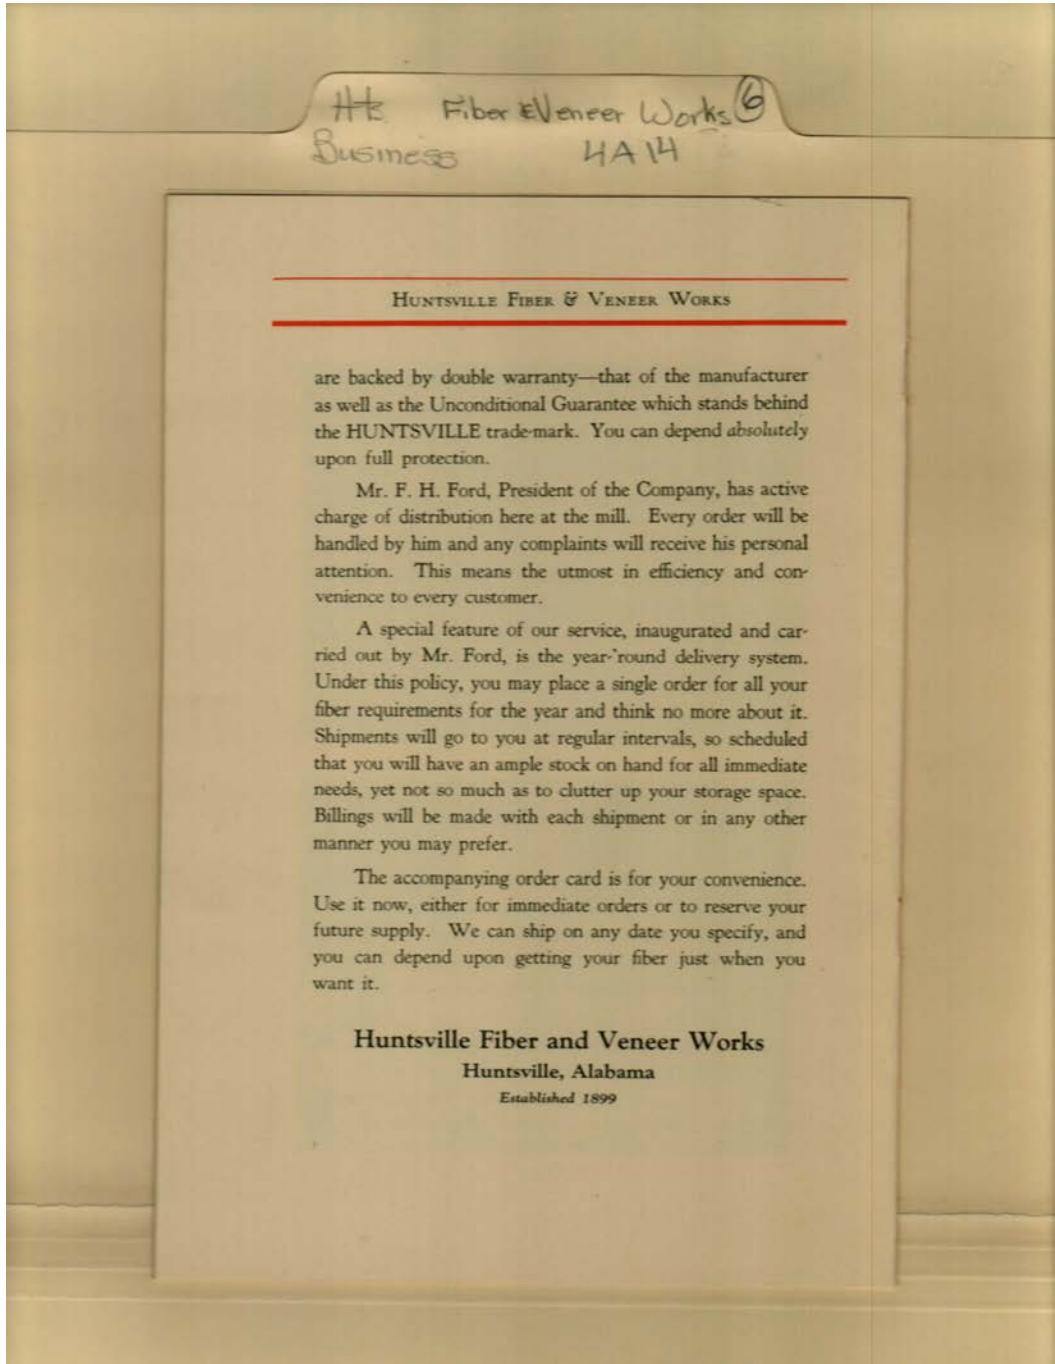 Hts Fiber & Veneer Works 6
Business 4A14
HUNTSVILLE FIBER & VENEER WORKS
are backed by double warranty—that of the manufacturer
as well as the Unconditional Guarantee which stands behind
the HUNTSVILLE trade-mark. You can depend absolutely
upon full protection.
Mr. F. H. Ford, President of the Company, has active
charge of distribution here at the mill. Every order will be
handled by him and any complaints will receive his personal
attention. This means the utmost in efficiency and con-
venience to every customer.
A special feature of our service, inaugurated and car-
ried out by Mr. Ford, is the year-'round delivery system.
Under this policy, you may place a single order for all your
fiber requirements for the year and think no more about it.
Shipments will go to you at regular intervals, so scheduled
that you will have an ample stock on hand for all immediate
needs, yet not so much as to clutter up your storage space.
Billings will be made with each shipment or in any other
manner you may prefer.
The accompanying order card is for your convenience.
Use it now, either for immediate orders or to reserve your
future supply. We can ship on any date you specify, and
you can depend upon getting your fiber just when you
want it.
Huntsville Fiber and Veneer Works
Huntsville, Alabama
Established 1899